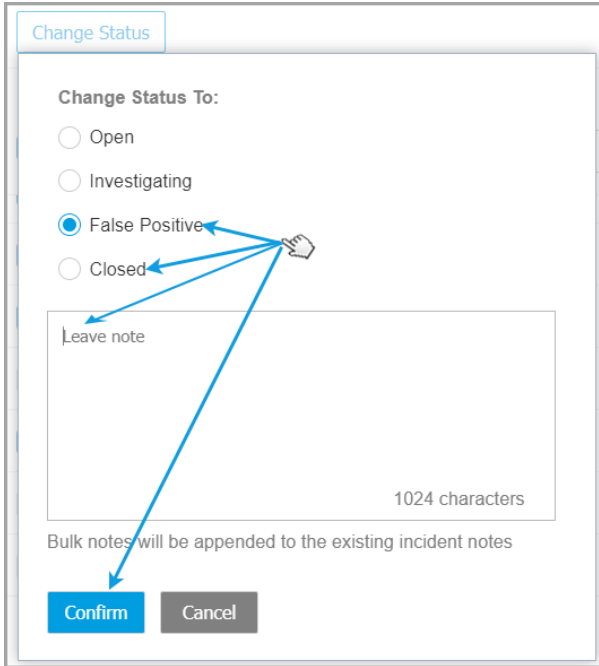 Change Status
Change Status To:
Open
Investigating
False Positive
Closed
Leave note
1024 characters
Bulk notes will be appended to the existing incident notes
Confirm
Cancel